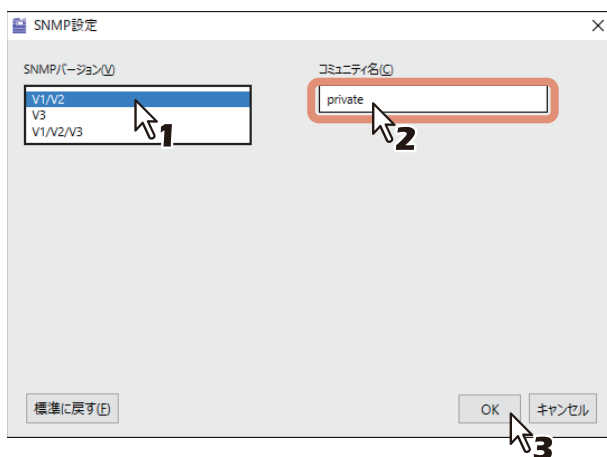 SNMP設定
SNMPバージョン(V)
V1/V2
V3
V1/V2/V3
1
コミュニティ名(C)
private
2
標準に戻す(F)
OK
キャンセル
3